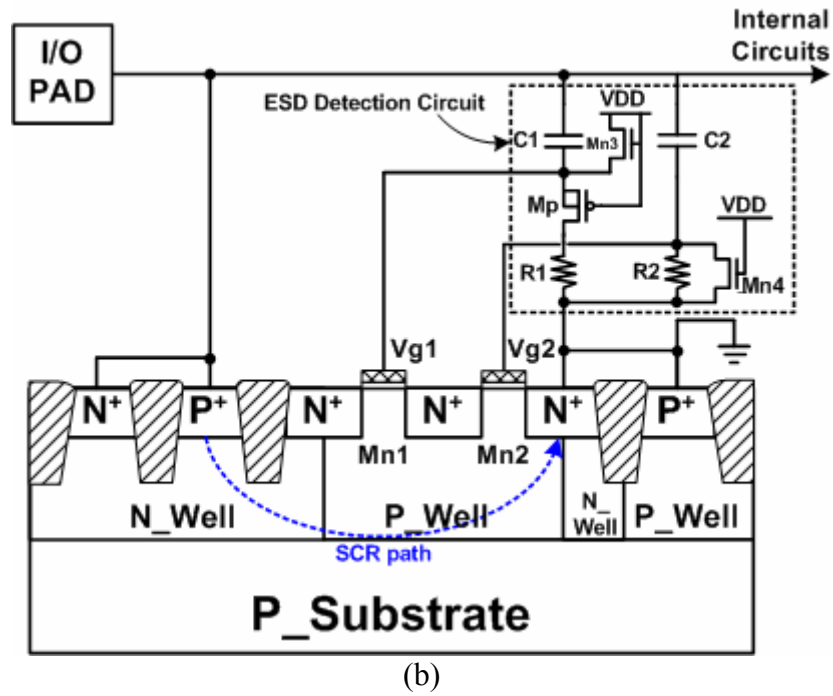 I/O
PAD
Internal
Circuits
ESD Detection Circuit
VDD
C1
Mn3
C2
Mp
VDD
R1
R2
Mn4
Vg1
Vg2
N+
P+
N+
N+
N+
P+
Mn1
Mn2
N_Well
P_Well
N_
Well
P_Well
SCR path
P_Substrate
(b)